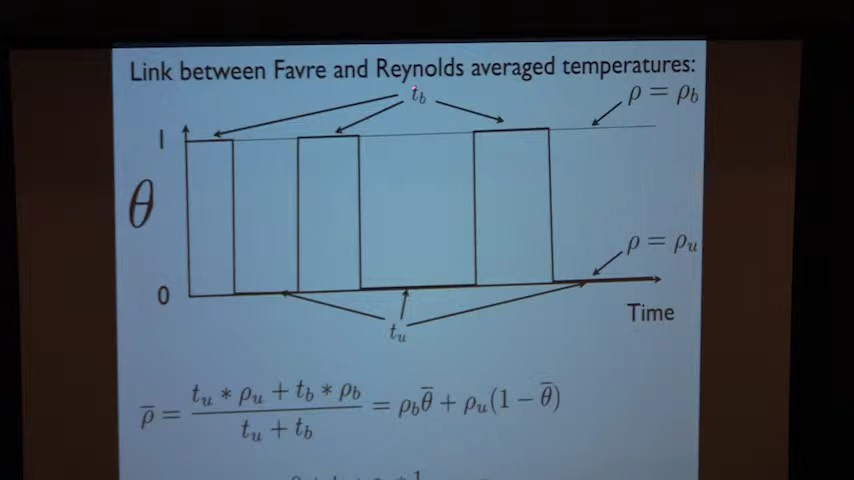 Link between Favre and Reynolds averaged temperatures:
t_b
ρ = ρ_b
1
θ
ρ = ρ_u
0
Time
t_u
ρ̄ = (t_u * ρ_u + t_b * ρ_b) / (t_u + t_b) = ρ_b θ̄ + ρ_u(1 − θ̄)